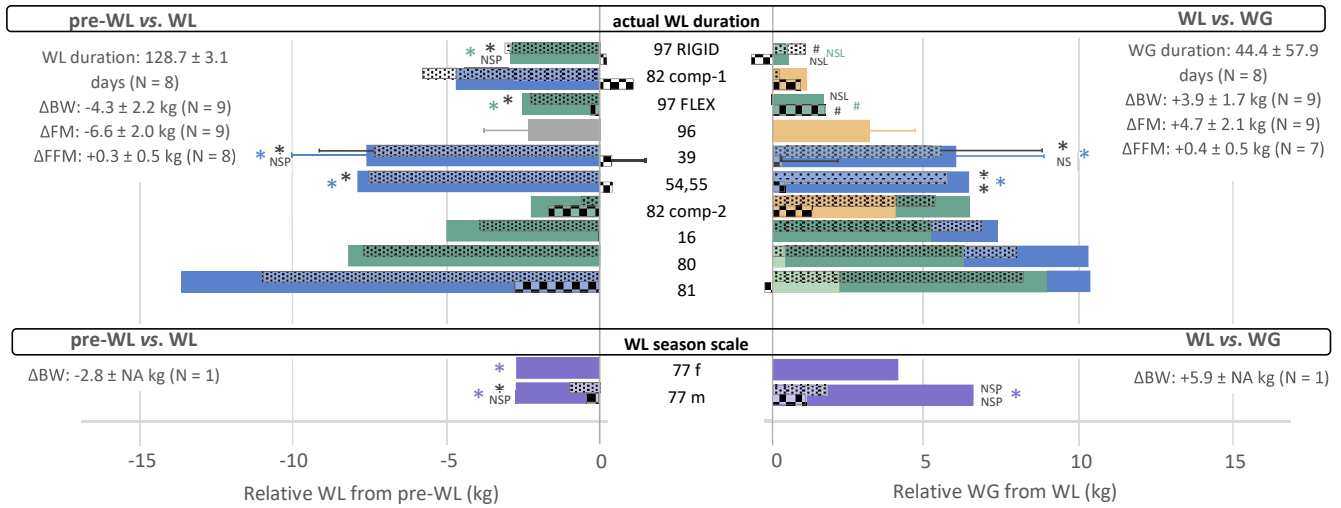 pre-WL vs. WL
actual WL duration
WL vs. WG
WL duration: 128.7 ± 3.1
days (N = 8)
ΔBW: -4.3 ± 2.2 kg (N = 9)
ΔFM: -6.6 ± 2.0 kg (N = 9)
ΔFFM: +0.3 ± 0.5 kg (N = 8)
WG duration: 44.4 ± 57.9
days (N = 8)
ΔBW: +3.9 ± 1.7 kg (N = 9)
ΔFM: +4.7 ± 2.1 kg (N = 9)
ΔFFM: +0.4 ± 0.5 kg (N = 7)
* * NSP 97 RIGID # NSL NSL
82 comp-1
* * 97 FLEX NSL # #
96
* * NSP 39 * NS *
* * 54,55 * * *
82 comp-2
16
80
81
pre-WL vs. WL
WL season scale
WL vs. WG
ΔBW: -2.8 ± NA kg (N = 1)
ΔBW: +5.9 ± NA kg (N = 1)
* 77 f
* * NSP 77 m NSP NSP *
-15 -10 -5 0 0 5 10 15
Relative WL from pre-WL (kg)
Relative WG from WL (kg)